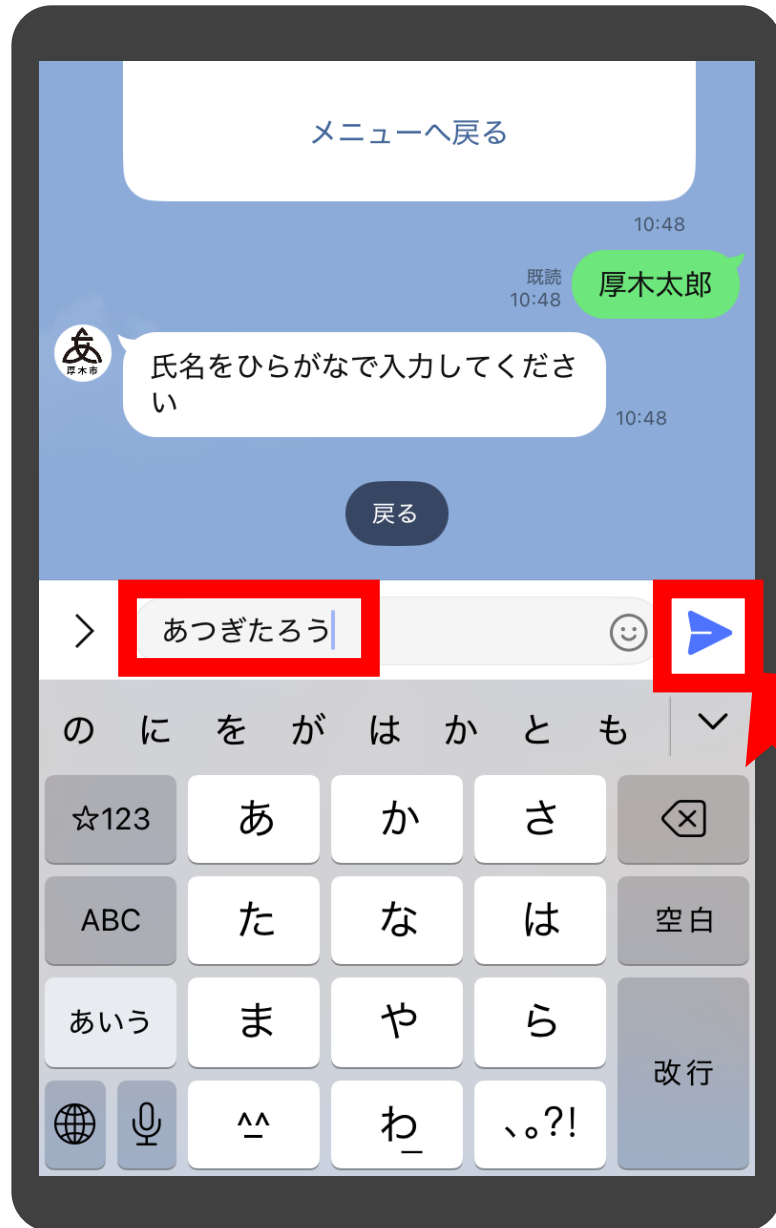 メニューへ戻る
10:48
既読
10:48
厚木太郎
厚木市
氏名をひらがなで入力してくださ
い
10:48
戻る
あつぎたろう
の に を が は か と も
☆123 あ か さ
ABC た な は 空白
あいう ま や ら
改行
^^ わ 、。?!